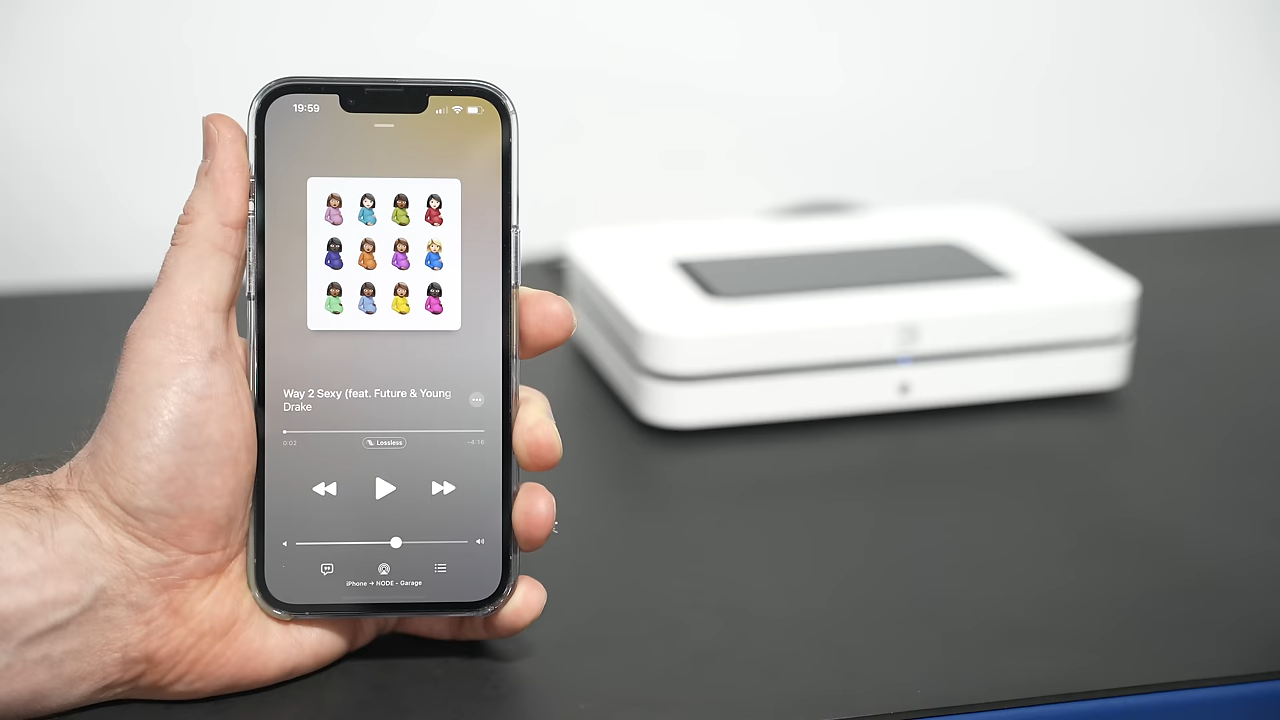 19:59
Way 2 Sexy (feat. Future & Young
Drake
0:02
Lossless
-4:16
iPhone → NODE - Garage